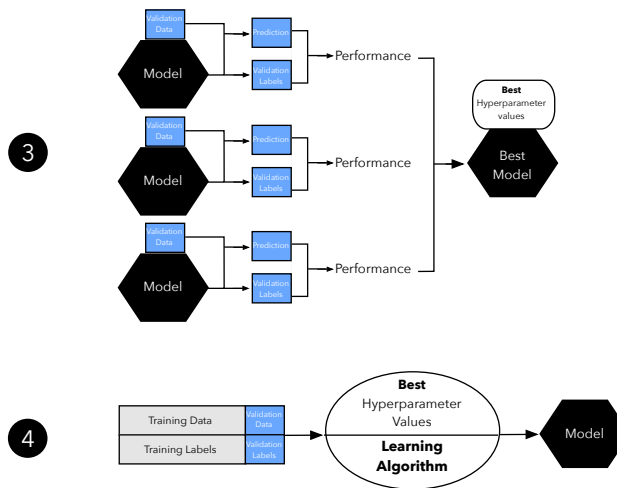 3
Validation
Data
Model
Prediction
Validation
Labels
Performance
Validation
Data
Model
Prediction
Validation
Labels
Performance
Validation
Data
Model
Prediction
Validation
Labels
Performance
Best
Hyperparameter
values
Best
Model
4
Training Data
Validation
Data
Training Labels
Validation
Labels
Best
Hyperparameter
Values
Learning
Algorithm
Model